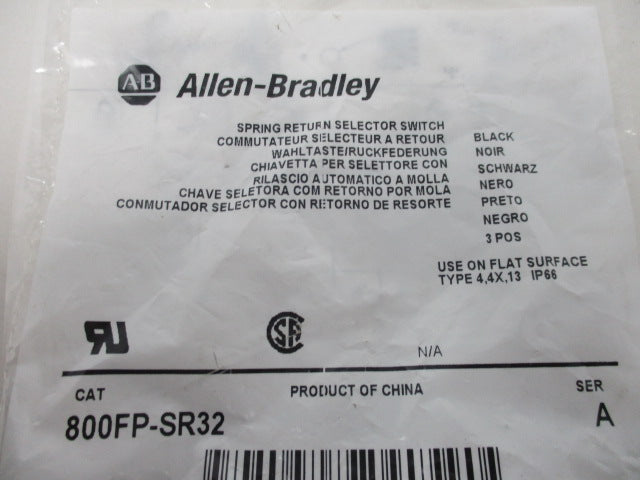 AB Allen-Bradley
SPRING RETURN SELECTOR SWITCH
COMMUTATEUR SELECTEUR A RETOUR
WAHLTASTE/RUCKFEDERUNG
CHIAVETTA PER SELETTORE CON
RILASCIO AUTOMATICO A MOLLA
CHAVE SELETORA COM RETORNO POR MOLA
CONMUTADOR SELECTOR CON RETORNO DE RESORTE
BLACK
NOIR
SCHWARZ
NERO
PRETO
NEGRO
3 POS
USE ON FLAT SURFACE
TYPE 4,4X,13 IP66
N/A
CAT
PRODUCT OF CHINA
SER
800FP-SR32
A